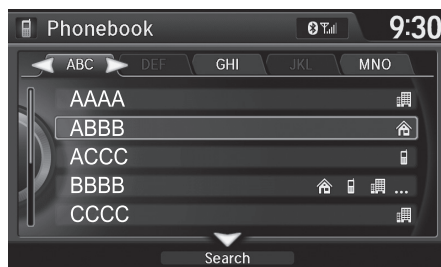 Phonebook 9:30
ABC DEF GHI JKL MNO
AAAA
ABBB
ACCC
BBBB ...
CCCC
Search